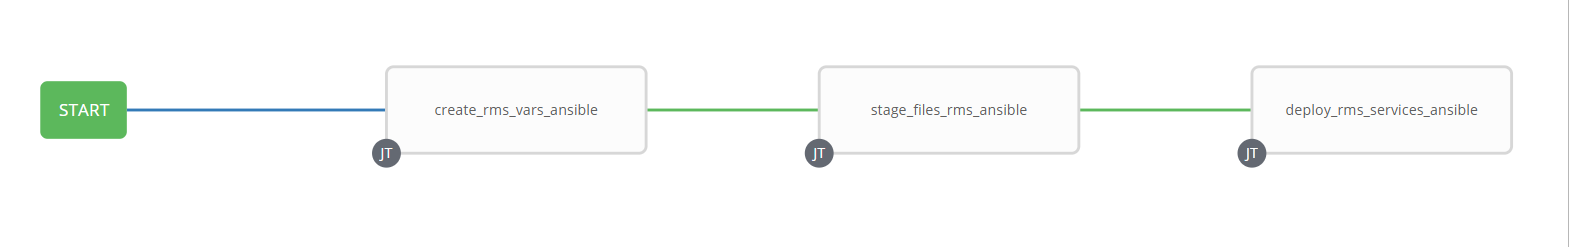 START
create_rms_vars_ansible
JT
stage_files_rms_ansible
JT
deploy_rms_services_ansible
JT